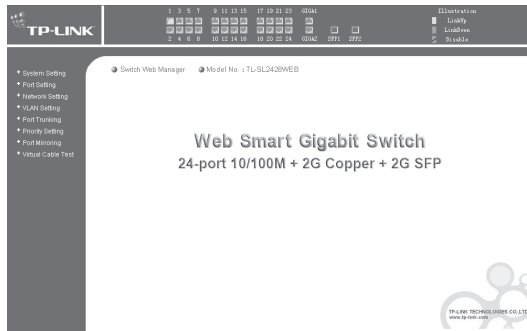 TP-LINK
1 3 5 7 9 11 13 15 17 19 21 23 GIGA1
2 4 6 8 10 12 14 16 18 20 22 24 GIGA2 SFP1 SFP2
Illustration
LinkUp
LinkDown
Disable
System Setting
Port Setting
Network Setting
VLAN Setting
Port Trunking
Priority Setting
Port Mirroring
Virtual Cable Test
Switch Web Manager Model No. : TL-SL2428WEB
Web Smart Gigabit Switch
24-port 10/100M + 2G Copper + 2G SFP
TP-LINK TECHNOLOGIES CO.,LTD
www.tp-link.com